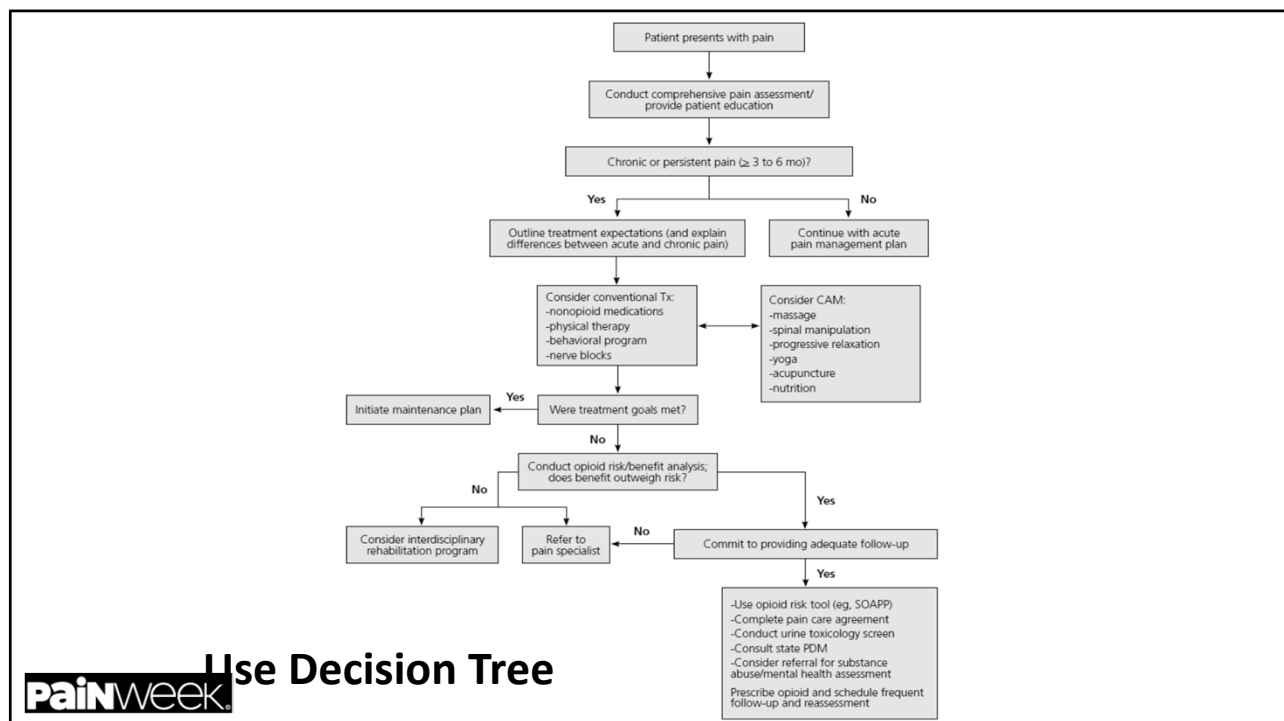 Patient presents with pain
Conduct comprehensive pain assessment/
provide patient education
Chronic or persistent pain (≥ 3 to 6 mo)?
Yes
No
Outline treatment expectations (and explain
differences between acute and chronic pain)
Continue with acute
pain management plan
Consider conventional Tx:
-nonopioid medications
-physical therapy
-behavioral program
-nerve blocks
Consider CAM:
-massage
-spinal manipulation
-progressive relaxation
-yoga
-acupuncture
-nutrition
Yes
Initiate maintenance plan
Were treatment goals met?
No
Conduct opioid risk/benefit analysis;
does benefit outweigh risk?
No
Yes
Consider interdisciplinary
rehabilitation program
Refer to
pain specialist
No
Commit to providing adequate follow-up
Yes
-Use opioid risk tool (eg, SOAPP)
-Complete pain care agreement
-Conduct urine toxicology screen
-Consult state PDM
-Consider referral for substance
abuse/mental health assessment
Prescribe opioid and schedule frequent
follow-up and reassessment
Use Decision Tree
PAINWEEK.